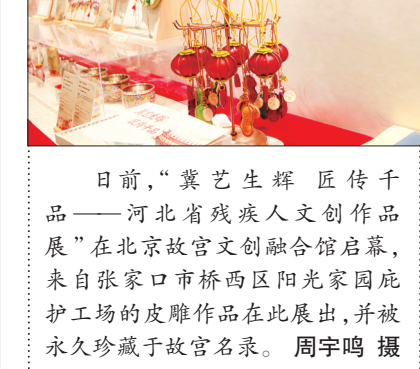 日前，“冀艺生辉 匠传千
品——河北省残疾人文创作品
展”在北京故宫文创融合馆启幕，
来自张家口市桥西区阳光家园庇
护工场的皮雕作品在此展出，并被
永久珍藏于故宫名录。 周宇鸣 摄